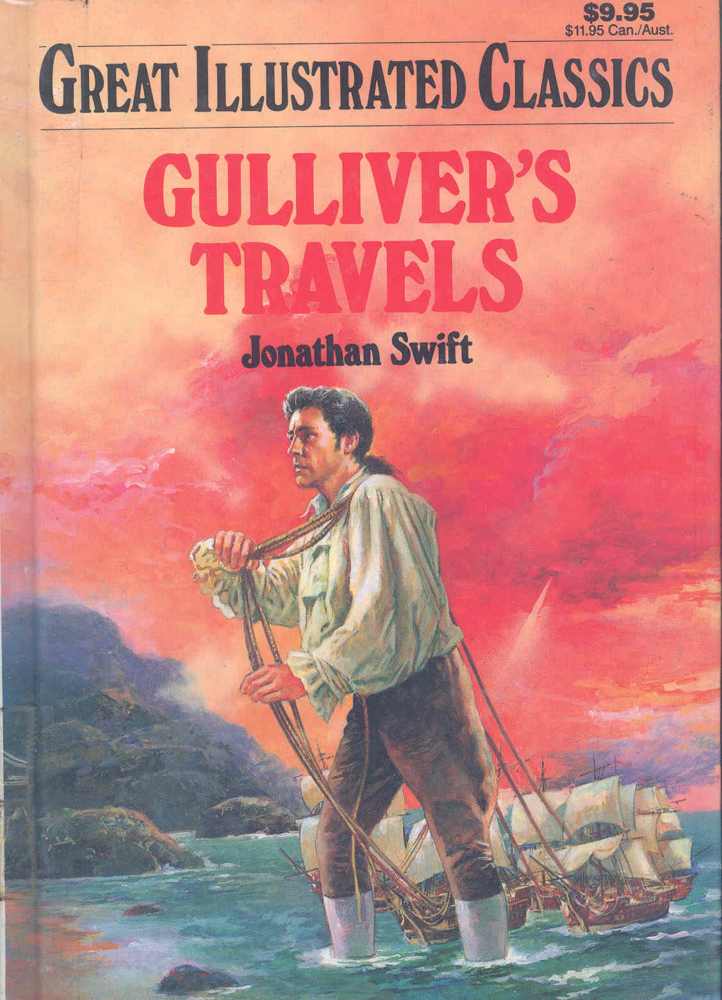 $9.95
$11.95 Can./Aust.
GREAT ILLUSTRATED CLASSICS
GULLIVER'S
TRAVELS
Jonathan Swift